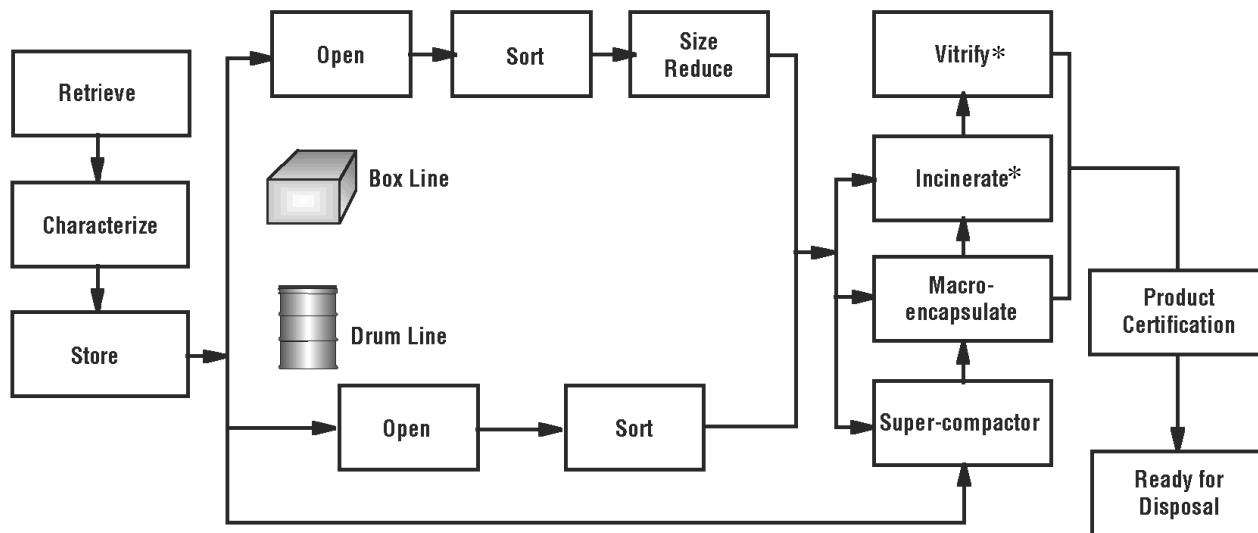 Retrieve
Characterize
Store
Open
Sort
Size
Reduce
Box Line
Drum Line
Open
Sort
Vitrify*
Incinerate*
Macro-
encapsulate
Super-compactor
Product
Certification
Ready for
Disposal